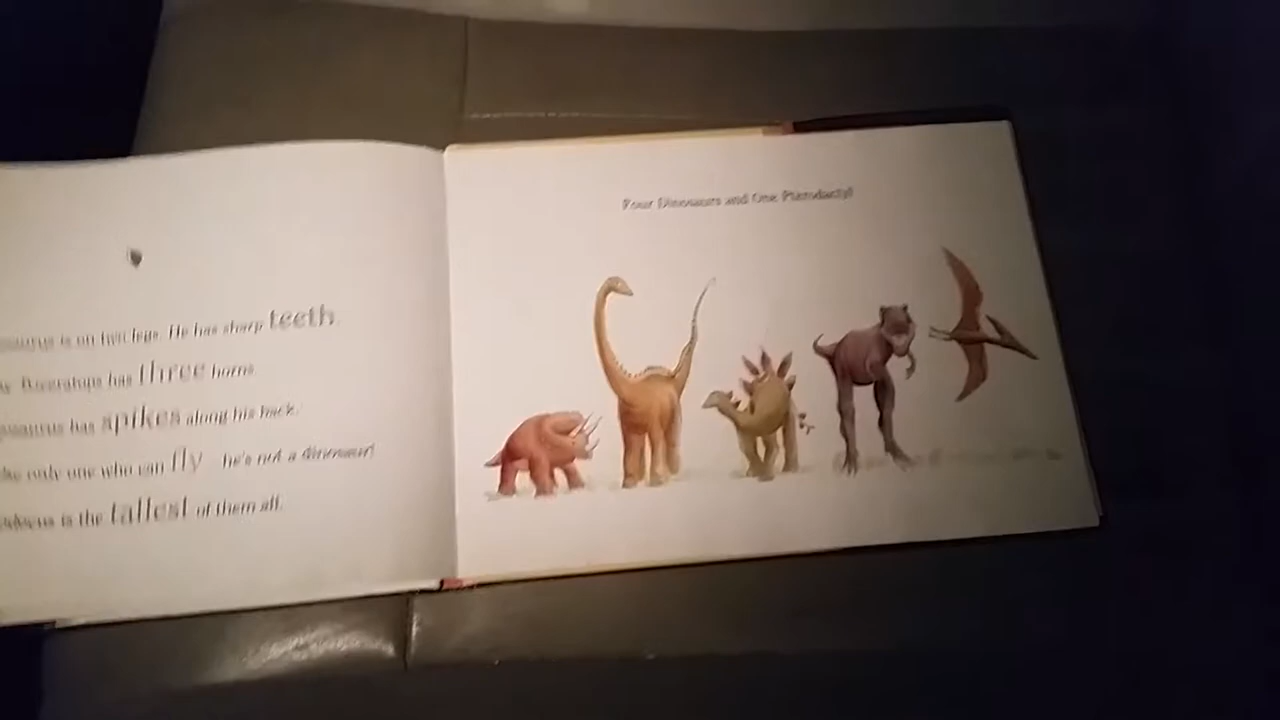 is on two legs. He has sharp teeth.
has three horns.
has spikes along his back.
the only one who can fly he's not a dinosaur!
is the tallest of them all.
Four Dinosaurs and One Pterodactyl